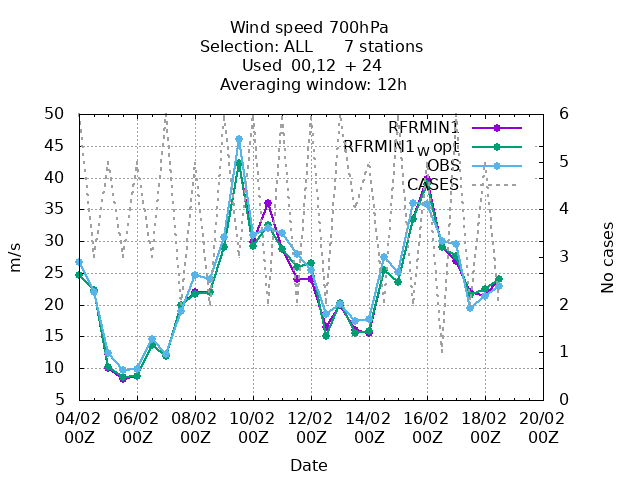 Wind speed 700hPa
Selection: ALL 7 stations
Used 00,12 + 24
Averaging window: 12h
50
45
40
35
30
25
20
15
10
5
m/s
6
5
4
3
2
1
0
No cases
RFRMIN1
RFRMIN1_w opt
OBS
CASES
04/02 06/02 08/02 10/02 12/02 14/02 16/02 18/02 20/02
00Z 00Z 00Z 00Z 00Z 00Z 00Z 00Z 00Z
Date